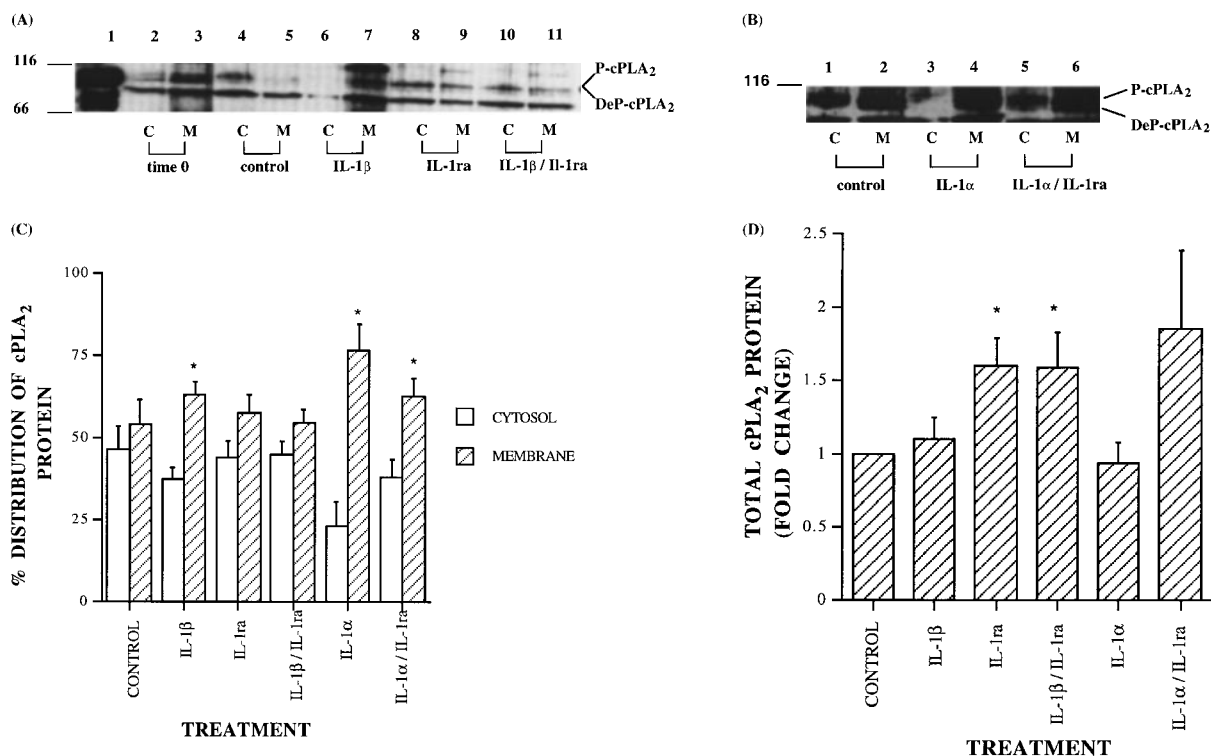 (A)
1 2 3 4 5 6 7 8 9 10 11
116
66
P-cPLA2
DeP-cPLA2
C M C M C M C M C M
time 0 control IL-1β IL-1ra IL-1β / Il-1ra
(B)
1 2 3 4 5 6
116
P-cPLA2
DeP-cPLA2
C M C M C M
control IL-1α IL-1α / IL-1ra
(C)
% DISTRIBUTION OF cPLA2
PROTEIN
100
75
50
25
0
CONTROL
IL-1β
IL-1ra
IL-1β / IL-1ra
IL-1α
IL-1α / IL-1ra
* * *
CYTOSOL
MEMBRANE
TREATMENT
(D)
TOTAL cPLA2 PROTEIN
(FOLD CHANGE)
2.5
2
1.5
1
0.5
0
* *
CONTROL
IL-1β
IL-1ra
IL-1β / IL-1ra
IL-1α
IL-1α / IL-1ra
TREATMENT